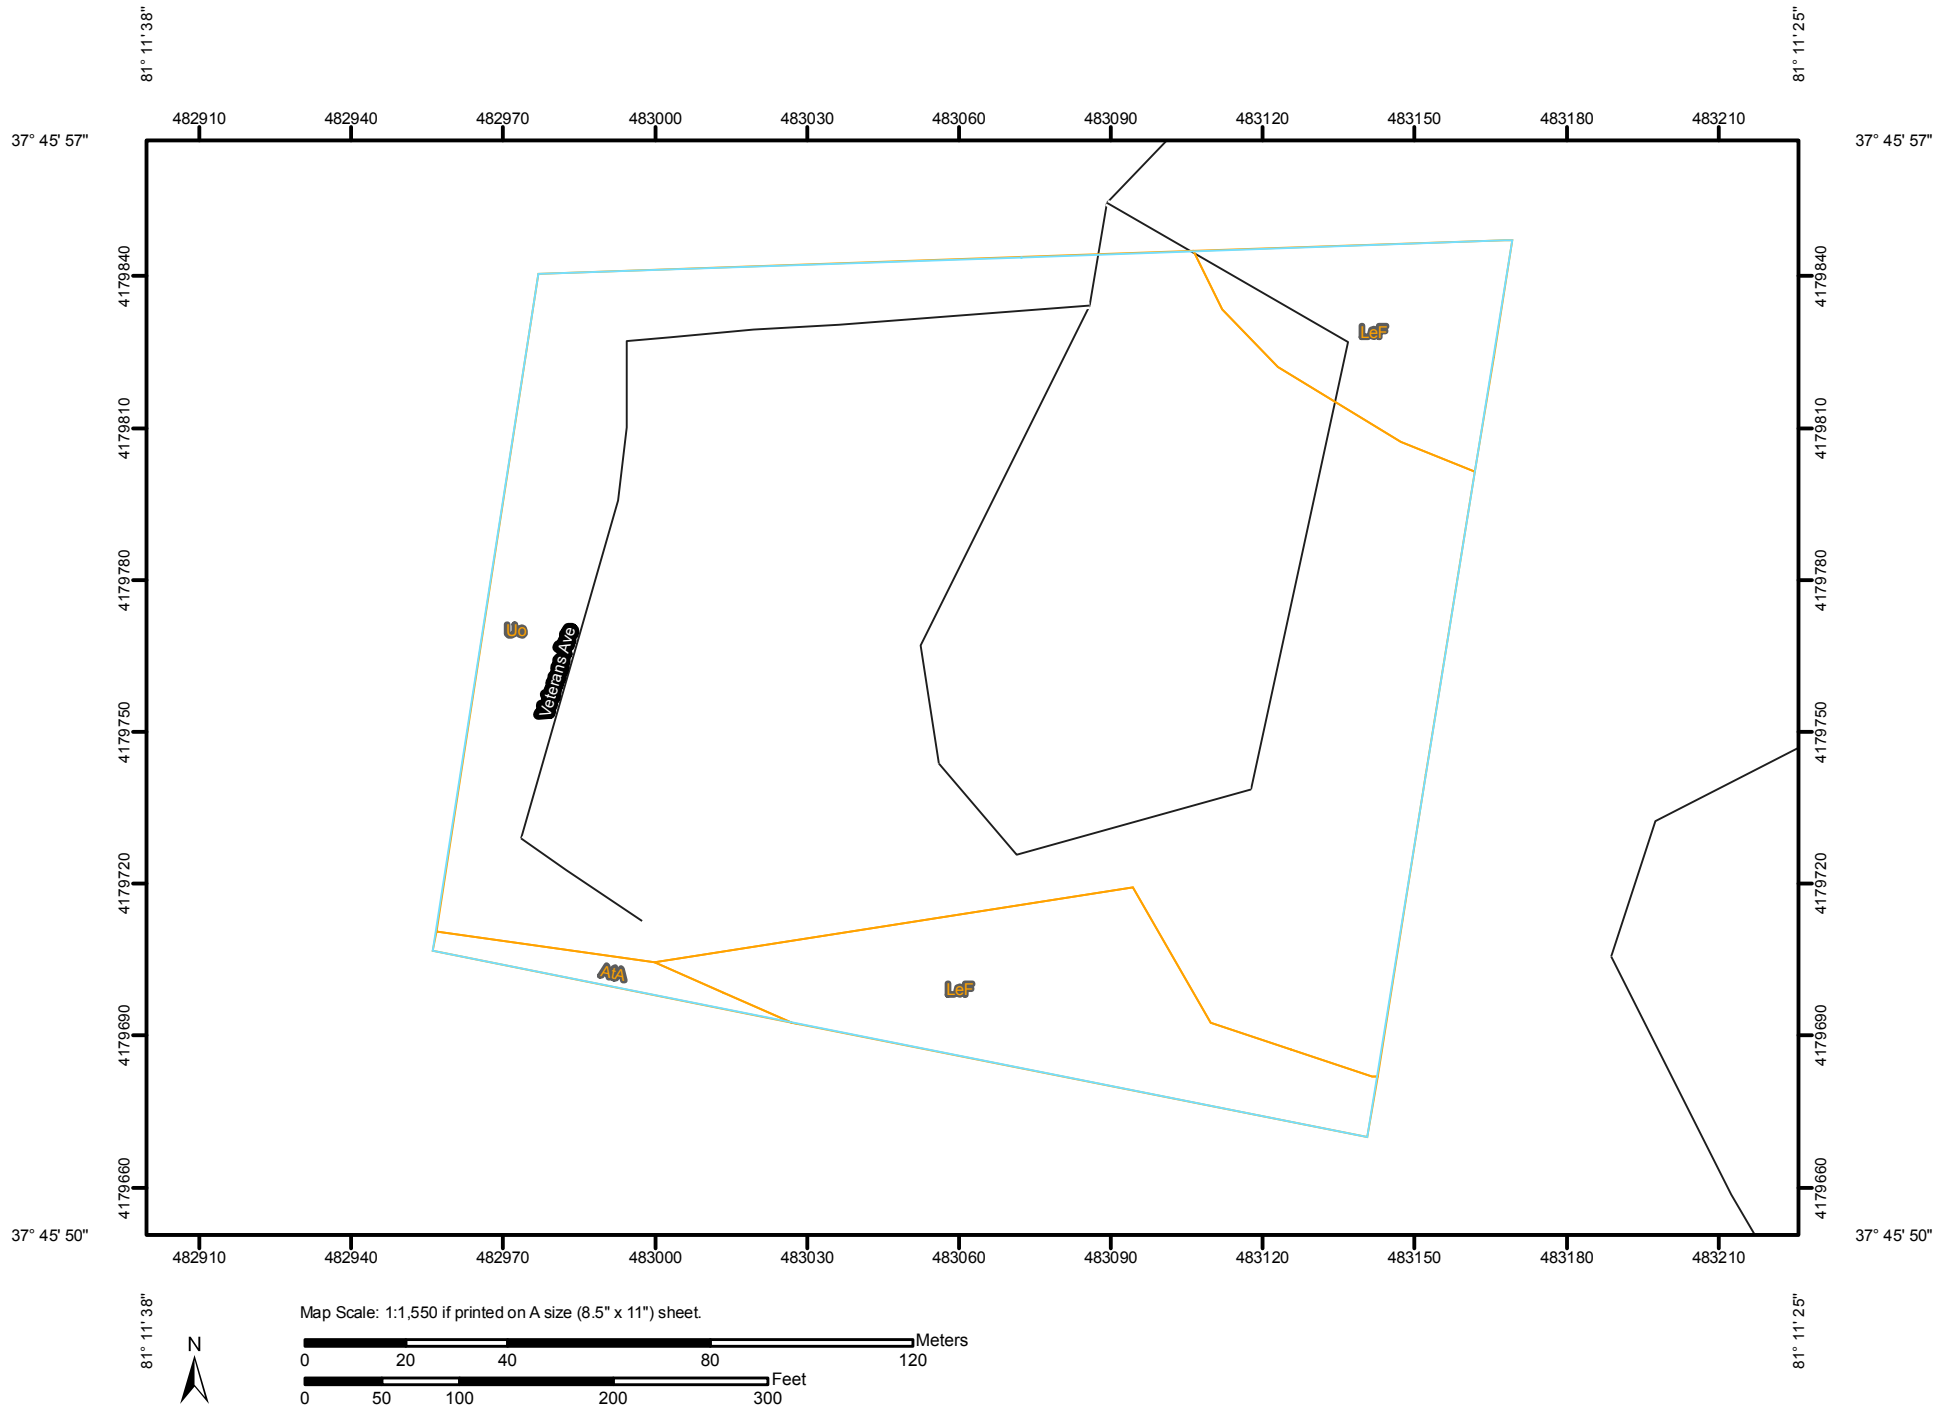 81° 11' 38"
81° 11' 25"
482910 482940 482970 483000 483030 483060 483090 483120 483150 483180 483210
37° 45' 57"
37° 45' 57"
4179840
4179840
LeF
4179810
4179810
4179780
4179780
Uo
Veterans Ave
4179750
4179750
4179720
4179720
AtA
LeF
4179690
4179690
4179660
4179660
37° 45' 50"
37° 45' 50"
482910 482940 482970 483000 483030 483060 483090 483120 483150 483180 483210
81° 11' 38"
81° 11' 25"
Map Scale: 1:1,550 if printed on A size (8.5" x 11") sheet.
N
Meters
0 20 40 80 120
Feet
0 50 100 200 300